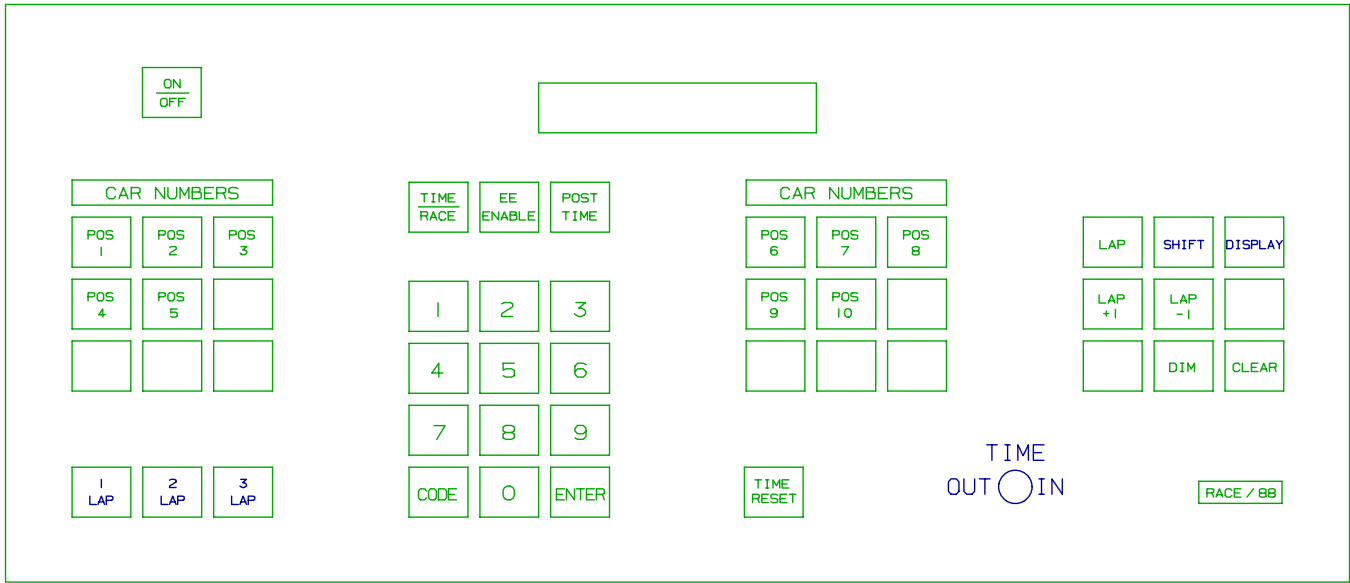 ON
OFF
CAR NUMBERS
TIME
RACE
EE
ENABLE
POST
TIME
CAR NUMBERS
POS
1
POS
2
POS
3
POS
6
POS
7
POS
8
LAP
SHIFT
DISPLAY
POS
4
POS
5
1
2
3
POS
9
POS
10
LAP
+1
LAP
-1
4
5
6
DIM
CLEAR
7
8
9
1
LAP
2
LAP
3
LAP
CODE
0
ENTER
TIME
RESET
TIME
OUT IN
RACE / 88